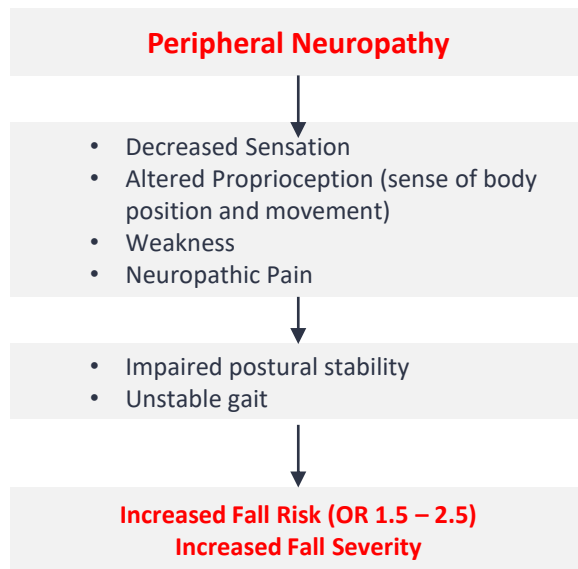 Peripheral Neuropathy
• Decreased Sensation
• Altered Proprioception (sense of body
position and movement)
• Weakness
• Neuropathic Pain
• Impaired postural stability
• Unstable gait
Increased Fall Risk (OR 1.5 – 2.5)
Increased Fall Severity